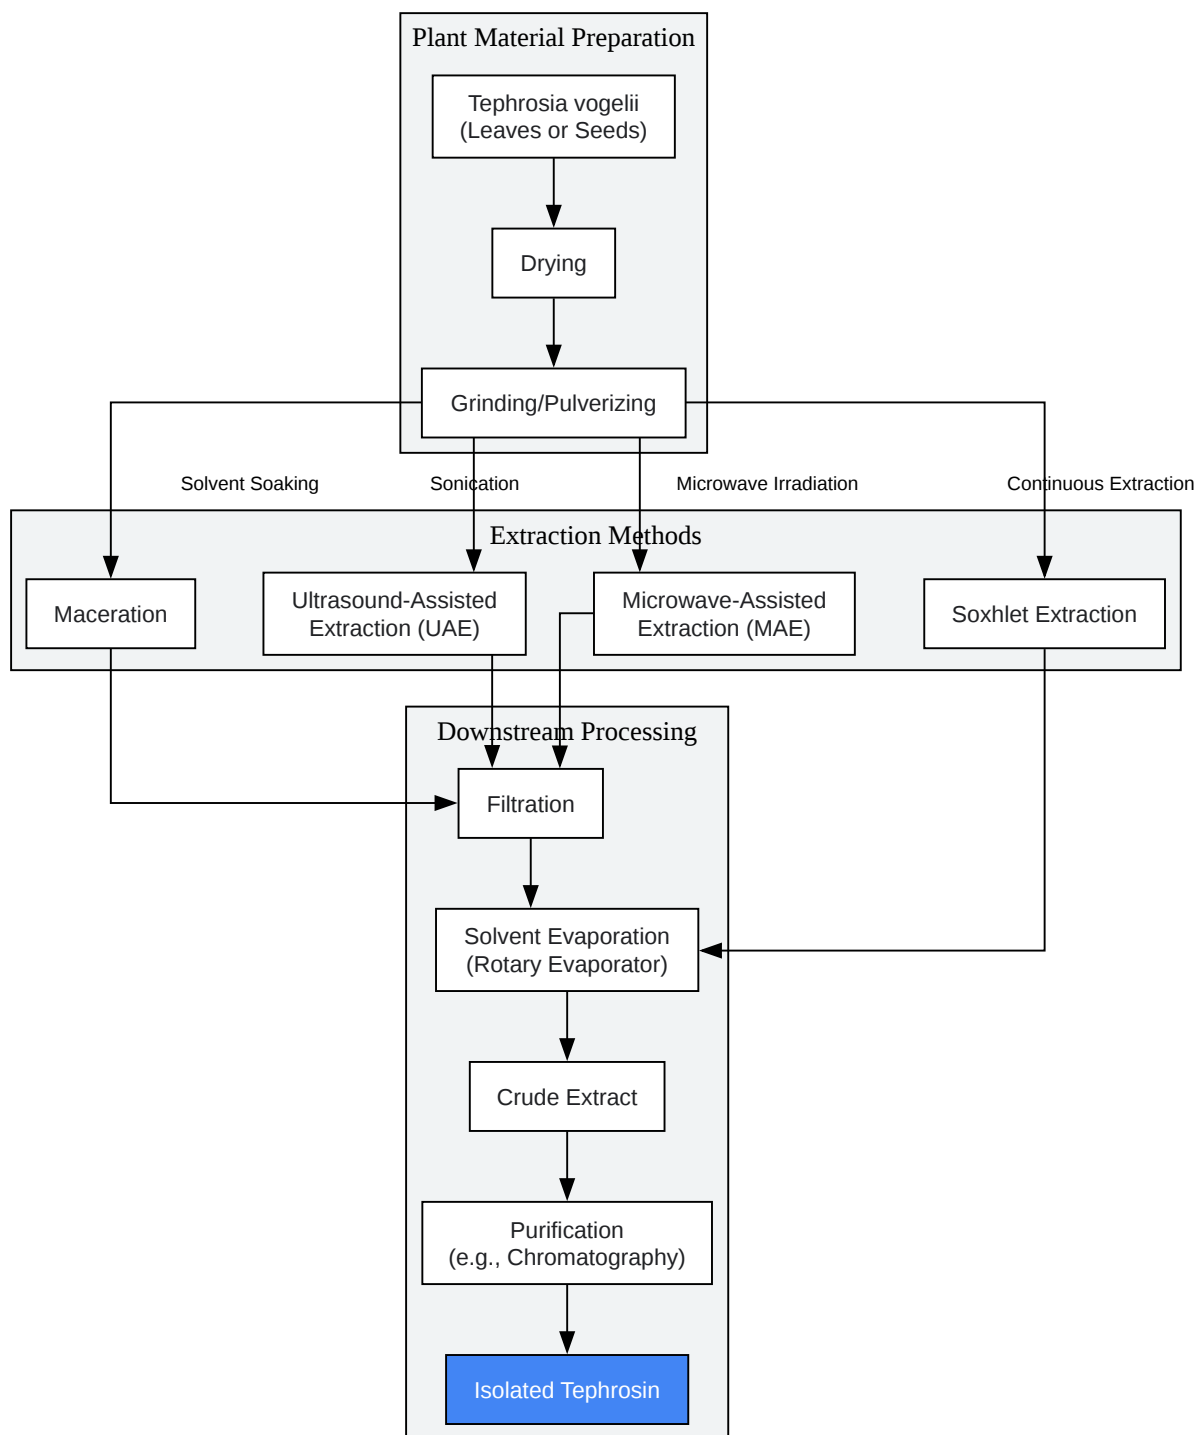 Plant Material Preparation
Tephrosia vogelii
(Leaves or Seeds)
Drying
Grinding/Pulverizing
Solvent Soaking
Sonication
Microwave Irradiation
Continuous Extraction
Extraction Methods
Maceration
Ultrasound-Assisted
Extraction (UAE)
Microwave-Assisted
Extraction (MAE)
Soxhlet Extraction
Downstream Processing
Filtration
Solvent Evaporation
(Rotary Evaporator)
Crude Extract
Purification
(e.g., Chromatography)
Isolated Tephrosin